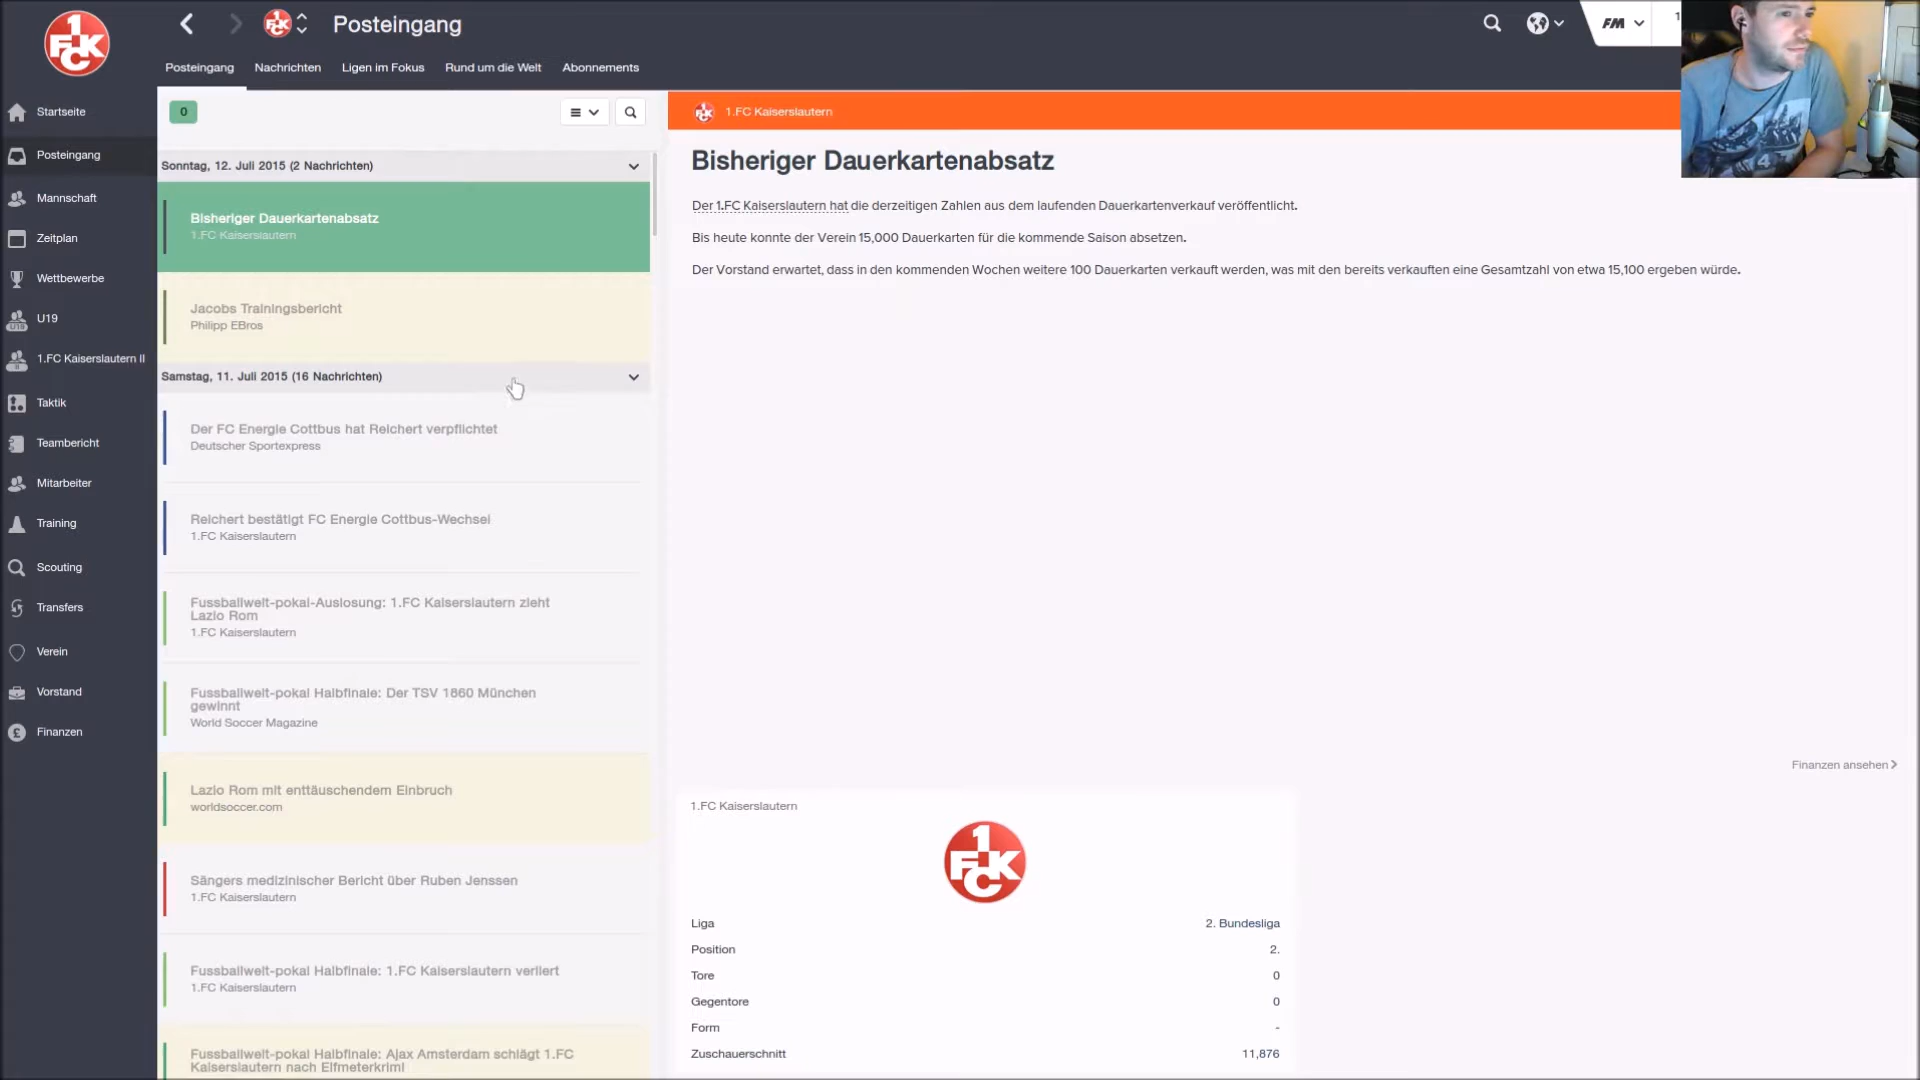 Posteingang
FM
1
Posteingang
Nachrichten
Ligen im Fokus
Rund um die Welt
Abonnements
Startseite
Posteingang
Mannschaft
Zeitplan
Wettbewerbe
U19
1.FC Kaiserslautern II
Taktik
Teambericht
Mitarbeiter
Training
Scouting
Transfers
Verein
Vorstand
Finanzen
0
Sonntag, 12. Juli 2015 (2 Nachrichten)
Bisheriger Dauerkartenabsatz
1.FC Kaiserslautern
Jacobs Trainingsbericht
Philipp EBros
Samstag, 11. Juli 2015 (16 Nachrichten)
Der FC Energie Cottbus hat Reichert verpflichtet
Deutscher Sportexpress
Reichert bestätigt FC Energie Cottbus-Wechsel
1.FC Kaiserslautern
Fussballwelt-pokal-Auslosung: 1.FC Kaiserslautern zieht
Lazio Rom
1.FC Kaiserslautern
Fussballwelt-pokal Halbfinale: Der TSV 1860 München
gewinnt
World Soccer Magazine
Lazio Rom mit enttäuschendem Einbruch
worldsoccer.com
Sängers medizinischer Bericht über Ruben Jenssen
1.FC Kaiserslautern
Fussballwelt-pokal Halbfinale: 1.FC Kaiserslautern verliert
1.FC Kaiserslautern
Fussballwelt-pokal Halbfinale: Ajax Amsterdam schlägt 1.FC
Kaiserslautern nach Elfmeterkrimi
1.FC Kaiserslautern
Bisheriger Dauerkartenabsatz
Der 1.FC Kaiserslautern hat die derzeitigen Zahlen aus dem laufenden Dauerkartenverkauf veröffentlicht.
Bis heute konnte der Verein 15,000 Dauerkarten für die kommende Saison absetzen.
Der Vorstand erwartet, dass in den kommenden Wochen weitere 100 Dauerkarten verkauft werden, was mit den bereits verkauften eine Gesamtzahl von etwa 15,100 ergeben würde.
Finanzen ansehen
1.FC Kaiserslautern
1
FCK
Liga 2. Bundesliga
Position 2.
Tore 0
Gegentore 0
Form -
Zuschauerschnitt 11,876